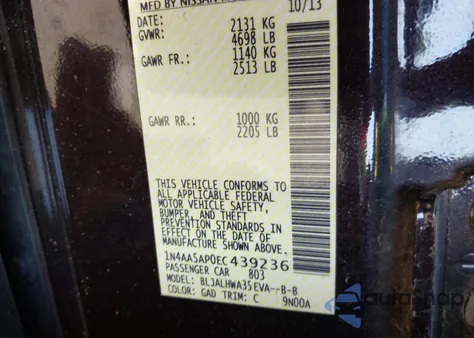 MFD BY NISSAN
DATE: 10/13
GVWR: 2131 KG
4698 LB
GAWR FR.: 1140 KG
2513 LB
GAWR RR.: 1000 KG
2205 LB
THIS VEHICLE CONFORMS TO
ALL APPLICABLE FEDERAL
MOTOR VEHICLE SAFETY,
BUMPER, AND THEFT
PREVENTION STANDARDS IN
EFFECT ON THE DATE OF
MANUFACTURE SHOWN ABOVE.
1N4AA5AP0EC439236
PASSENGER CAR 803
MODEL: BLJALHWA35EVA--B-B
COLOR: GAD TRIM: C 9N00A
autosnap